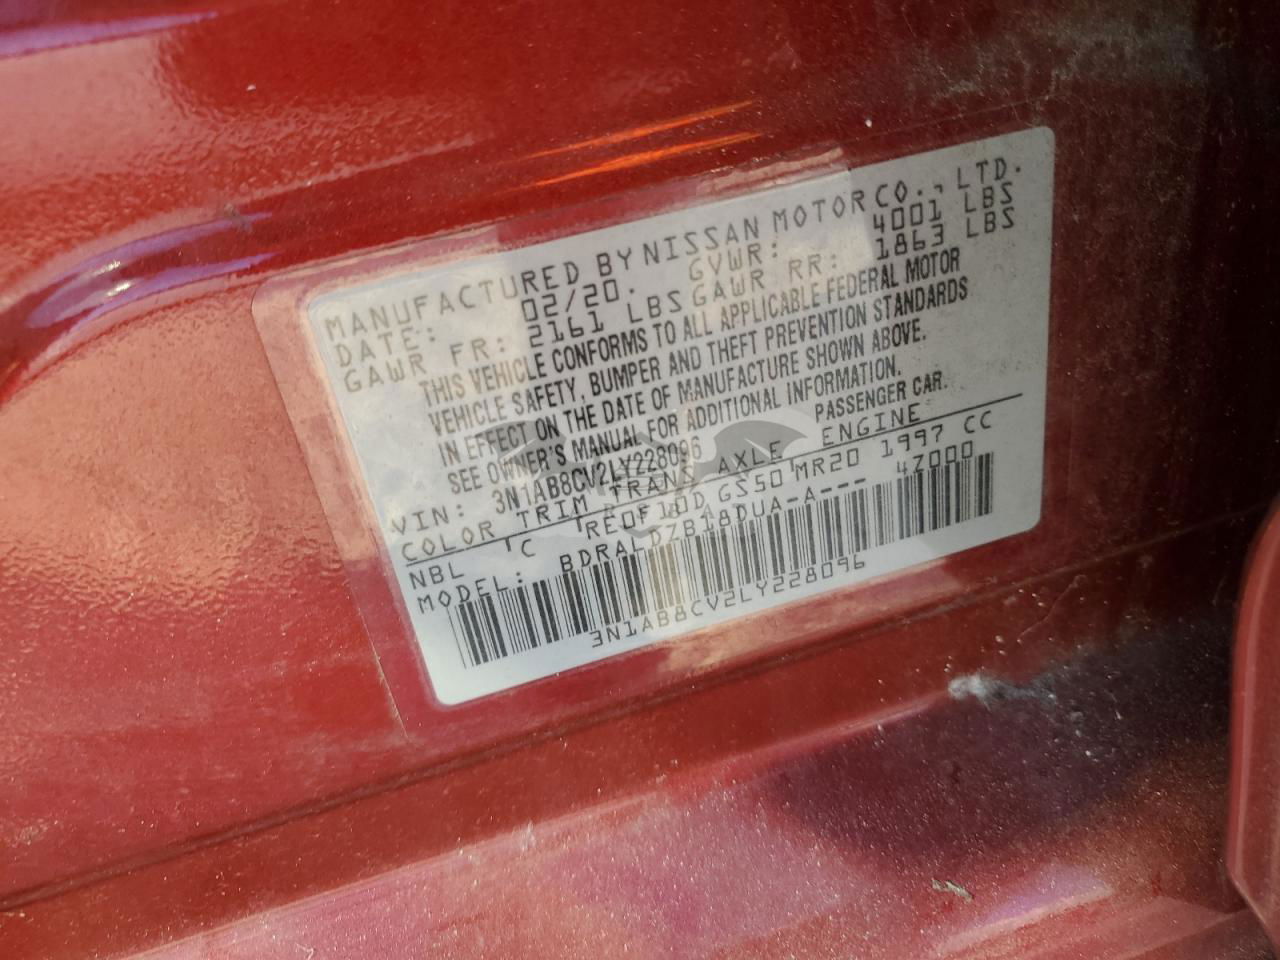 MANUFACTURED BY NISSAN MOTOR CO., LTD.
DATE: 02/20. GVWR: 4001 LBS
GAWR FR: 2161 LBS GAWR RR: 1863 LBS
THIS VEHICLE CONFORMS TO ALL APPLICABLE FEDERAL MOTOR
VEHICLE SAFETY, BUMPER AND THEFT PREVENTION STANDARDS
IN EFFECT ON THE DATE OF MANUFACTURE SHOWN ABOVE.
SEE OWNER'S MANUAL FOR ADDITIONAL INFORMATION.
VIN: 3N1AB8CV2LY228096 PASSENGER CAR.
COLOR TRIM TRANS AXLE ENGINE
NBL C RE0F10D GS50 MR20 1997 CC
MODEL: BDRALDZB18DUA-A--- 47000
3N1AB8CV2LY228096